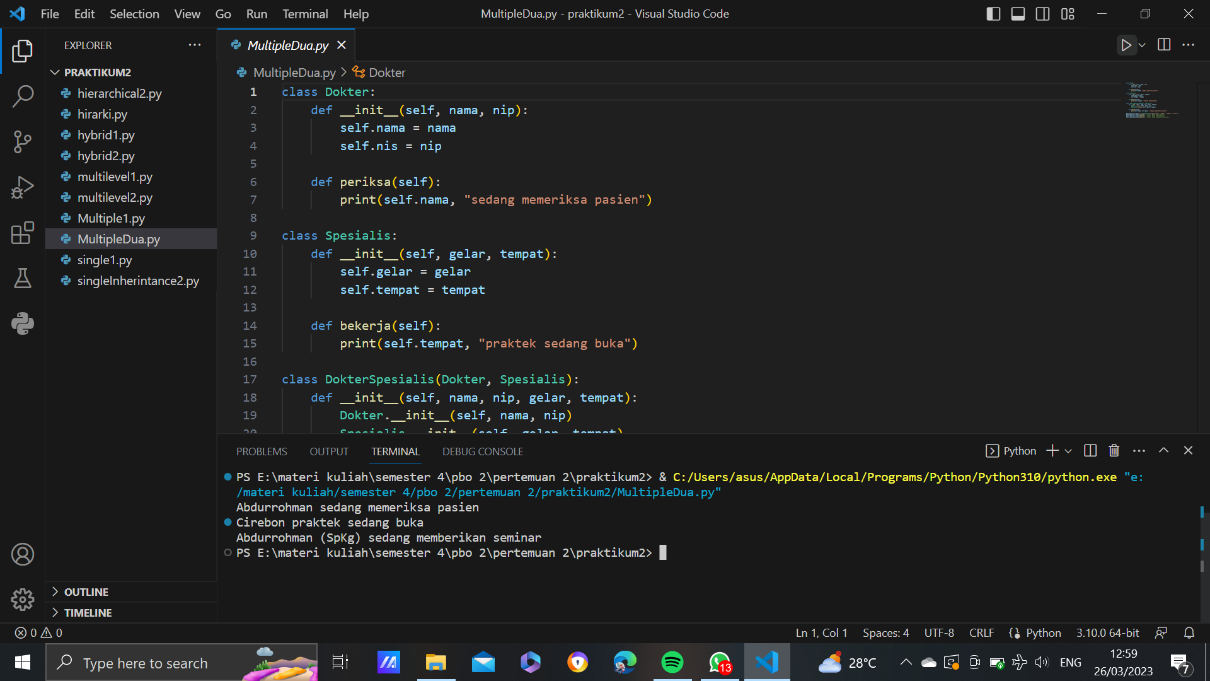 File Edit Selection View Go Run Terminal Help
MultipleDua.py - praktikum2 - Visual Studio Code
EXPLORER
PRAKTIKUM2
hierarchical2.py
hirarki.py
hybrid1.py
hybrid2.py
multilevel1.py
multilevel2.py
Multiple1.py
MultipleDua.py
single1.py
singleInherintance2.py
OUTLINE
TIMELINE
MultipleDua.py
MultipleDua.py > Dokter
1 class Dokter:
2 def __init__(self, nama, nip):
3 self.nama = nama
4 self.nis = nip
5
6 def periksa(self):
7 print(self.nama, "sedang memeriksa pasien")
8
9 class Spesialis:
10 def __init__(self, gelar, tempat):
11 self.gelar = gelar
12 self.tempat = tempat
13
14 def bekerja(self):
15 print(self.tempat, "praktek sedang buka")
16
17 class DokterSpesialis(Dokter, Spesialis):
18 def __init__(self, nama, nip, gelar, tempat):
19 Dokter.__init__(self, nama, nip)
20 Spesialis.__init__(self, gelar, tempat)
PROBLEMS OUTPUT TERMINAL DEBUG CONSOLE
Python
PS E:\materi kuliah\semester 4\pbo 2\pertemuan 2\praktikum2> & C:/Users/asus/AppData/Local/Programs/Python/Python310/python.exe "e:
/materi kuliah/semester 4/pbo 2/pertemuan 2/praktikum2/MultipleDua.py"
Abdurrohman sedang memeriksa pasien
Cirebon praktek sedang buka
Abdurrohman (SpKg) sedang memberikan seminar
PS E:\materi kuliah\semester 4\pbo 2\pertemuan 2\praktikum2>
0 0
Ln 1, Col 1 Spaces: 4 UTF-8 CRLF Python 3.10.0 64-bit
Type here to search
13
28°C
ENG
12:59
26/03/2023
7